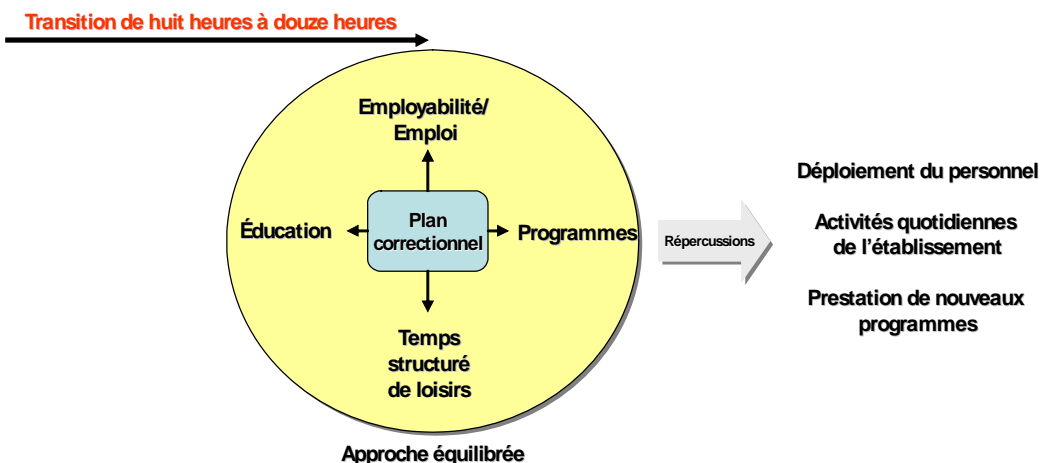 Transition de huit heures à douze heures
Employabilité/
Emploi
Éducation
Plan
correctionnel
Programmes
Temps
structuré
de loisirs
Approche équilibrée
Répercussions
Déploiement du personnel
Activités quotidiennes
de l'établissement
Prestation de nouveaux
programmes